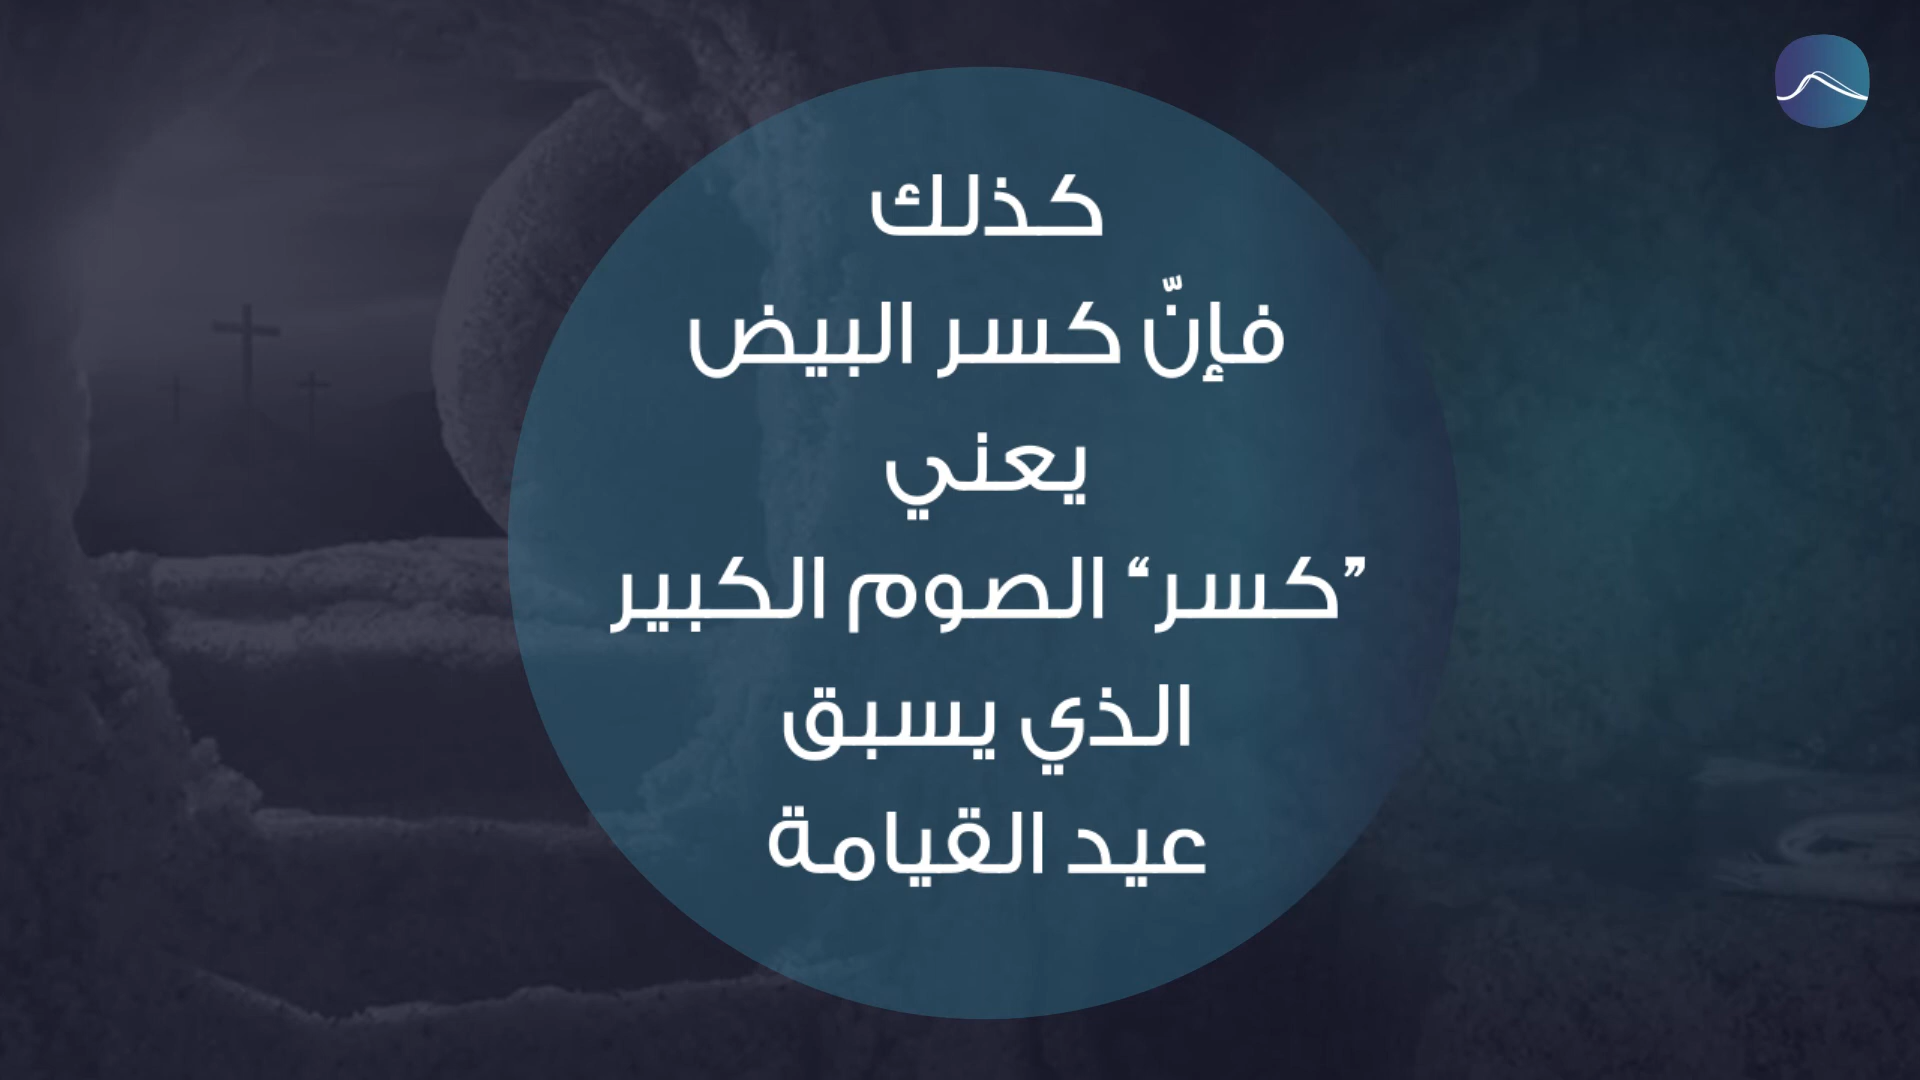 كذلك
فإنّ كسر البيض
يعني
”كسر“ الصوم الكبير
الذي يسبق
عيد القيامة